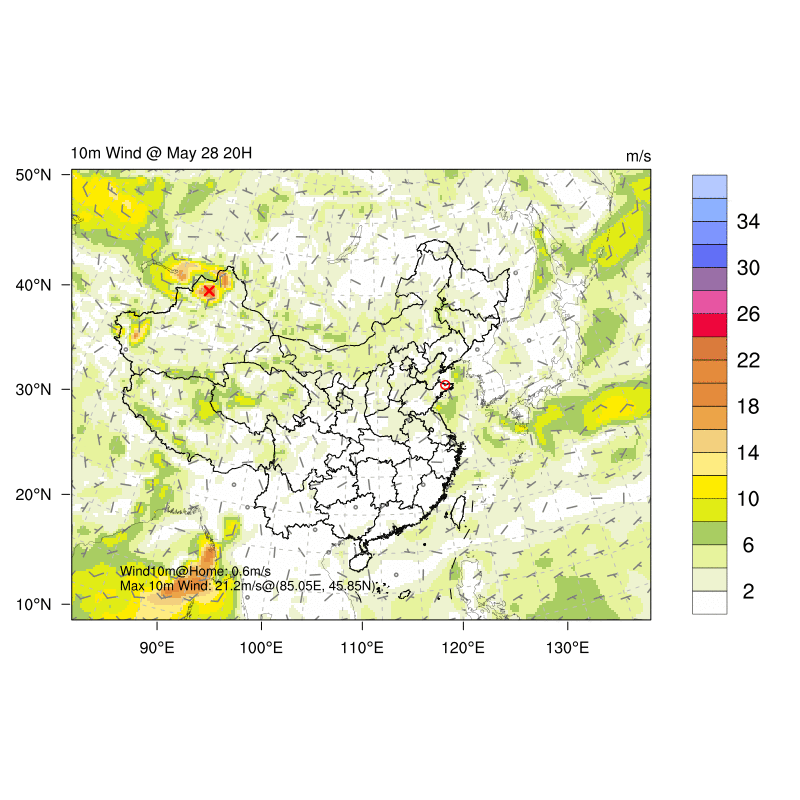 10m Wind @ May 28 20H
m/s
50°N
40°N
30°N
20°N
10°N
34
30
26
22
18
14
10
6
2
Wind10m@Home: 0.6m/s
Max 10m Wind: 21.2m/s@(85.05E, 45.85N)
90°E
100°E
110°E
120°E
130°E